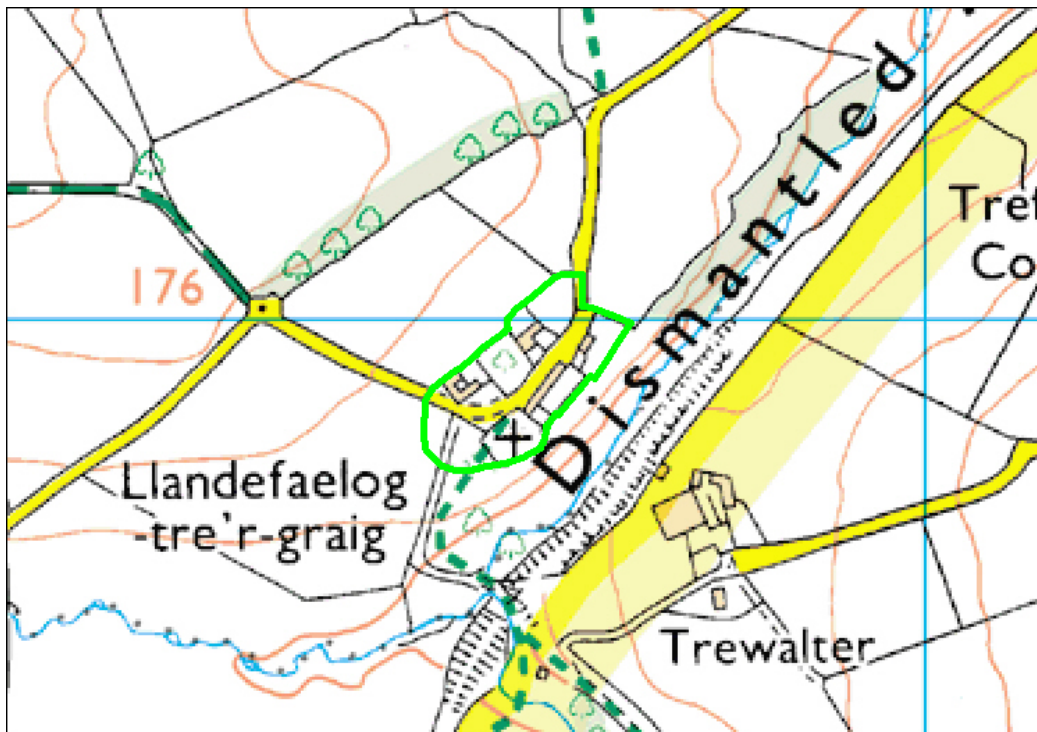 Dismantled
Tref
Co
176
Llandefaelog
-tre'r-graig
Trewalter